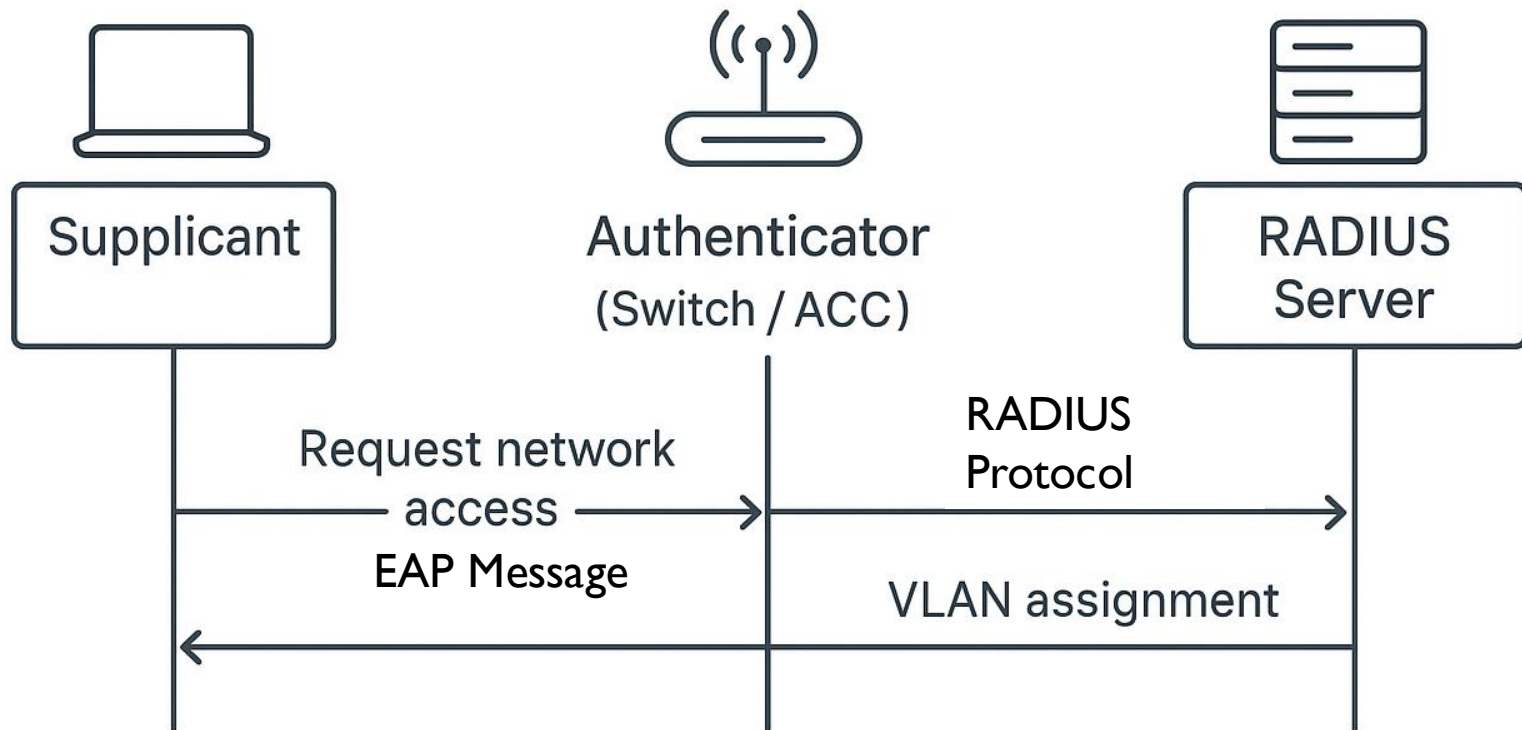 Supplicant
Authenticator
(Switch / ACC)
RADIUS
Server
Request network
access
EAP Message
RADIUS
Protocol
VLAN assignment